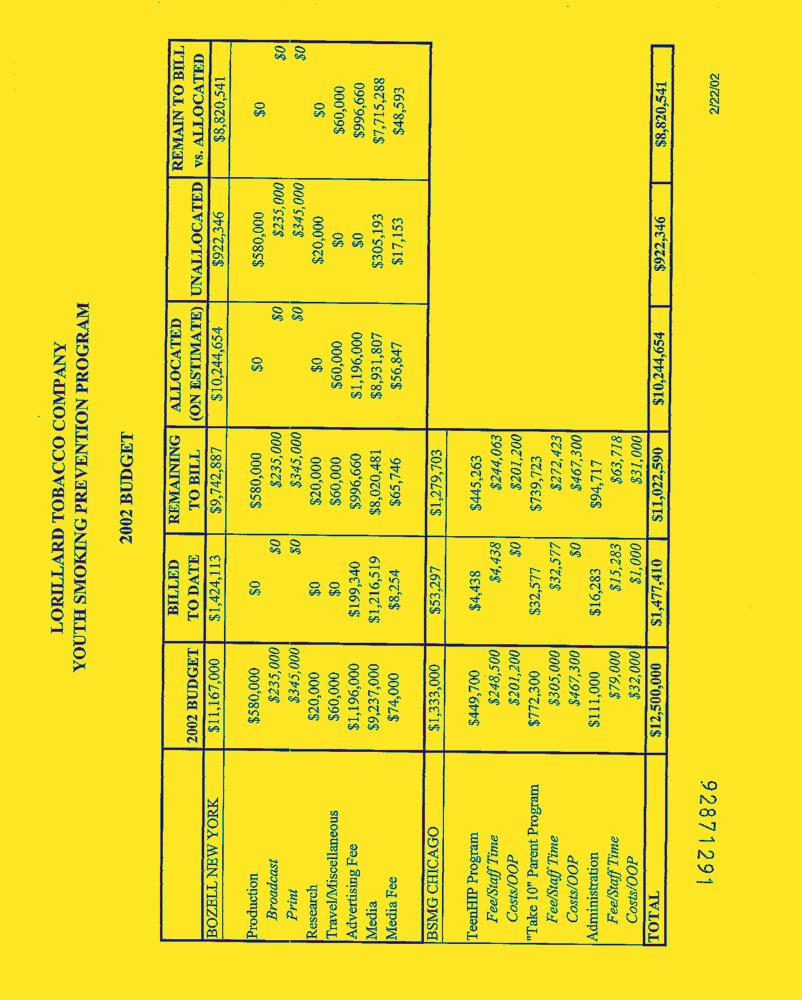 LORILLARD TOBACCO COMPANY
YOUTH SMOKING PREVENTION PROGRAM
2002 BUDGET
2002 BUDGET BILLED TO DATE REMAINING TO BILL ALLOCATED (ON ESTIMATE) UNALLOCATED REMAIN TO BILL vs. ALLOCATED
BOZELL NEW YORK $11,167,000 $1,424,113 $9,742,887 $10,244,654 $922,346 $8,820,541
Production $580,000 $0 $580,000 $0 $580,000 $0
Broadcast $235,000 $0 $235,000 $0 $235,000 $0
Print $345,000 $0 $345,000 $0 $345,000 $0
Research $20,000 $0 $20,000 $0 $20,000 $0
Travel/Miscellaneous $60,000 $0 $60,000 $60,000 $0 $60,000
Advertising Fee $1,196,000 $199,340 $996,660 $1,196,000 $0 $996,660
Media $9,237,000 $1,216,519 $8,020,481 $8,931,807 $305,193 $7,715,288
Media Fee $74,000 $8,254 $65,746 $56,847 $17,153 $48,593
BSMG CHICAGO $1,333,000 $53,297 $1,279,703
TeenHIP Program $449,700 $4,438 $445,263
Fee/Staff Time $248,500 $4,438 $244,063
Costs/OOP $201,200 $0 $201,200
"Take 10" Parent Program $772,300 $32,577 $739,723
Fee/Staff Time $305,000 $32,577 $272,423
Costs/OOP $467,300 $0 $467,300
Administration $111,000 $16,283 $94,717
Fee/Staff Time $79,000 $15,283 $63,718
Costs/OOP $32,000 $1,000 $31,000
TOTAL $12,500,000 $1,477,410 $11,022,590 $10,244,654 $922,346 $8,820,541
92871291
2/22/02